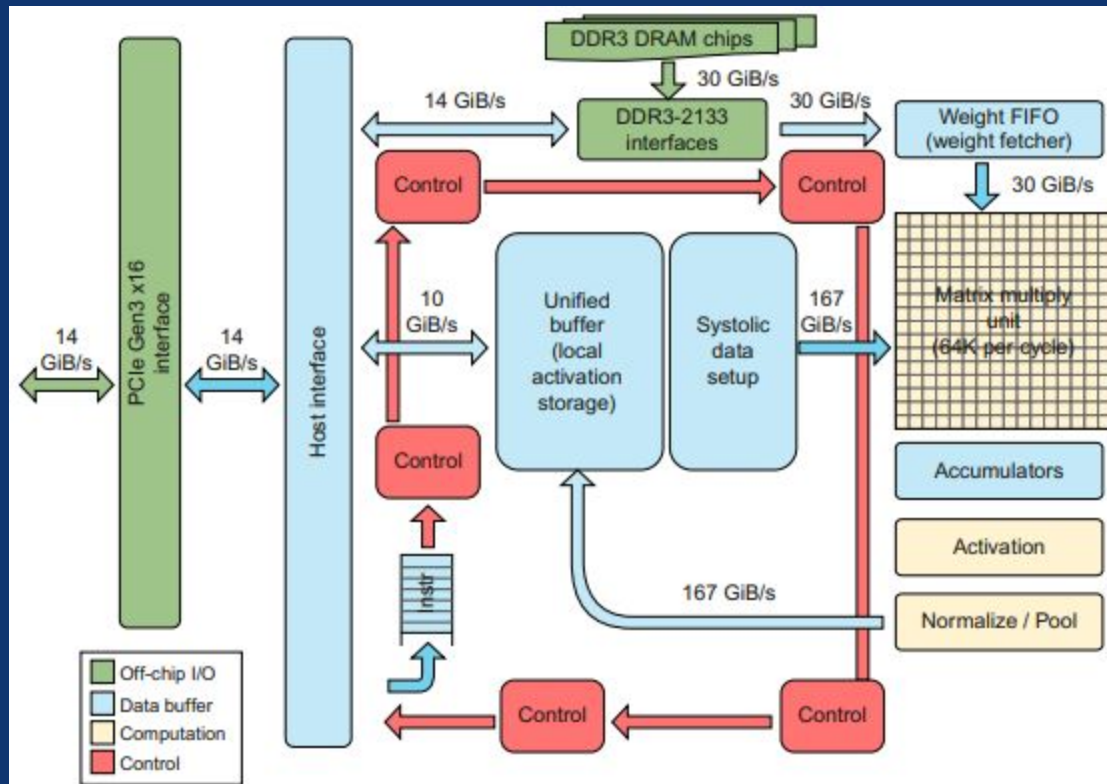 DDR3 DRAM chips
30 GiB/s
14 GiB/s
DDR3-2133
interfaces
30 GiB/s
Weight FIFO
(weight fetcher)
30 GiB/s
Control
Control
14
GiB/s
PCIe Gen3 x16
interface
14
GiB/s
Host interface
10
GiB/s
Unified
buffer
(local
activation
storage)
Systolic
data
setup
167
GiB/s
Matrix multiply
unit
(64K per cycle)
Control
Accumulators
Activation
Instr
167 GiB/s
Normalize / Pool
Off-chip I/O
Data buffer
Computation
Control
Control
Control